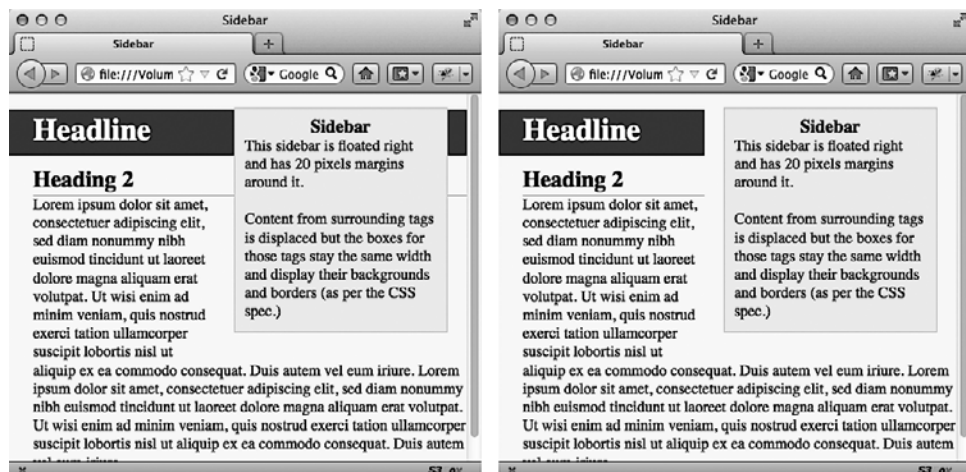 Sidebar
Sidebar
file:///Volum
Google
Headline
Heading 2
Lorem ipsum dolor sit amet,
consectetuer adipiscing elit,
sed diam nonummy nibh
euismod tincidunt ut laoreet
dolore magna aliquam erat
volutpat. Ut wisi enim ad
minim veniam, quis nostrud
exerci tation ullamcorper
suscipit lobortis nisl ut
aliquip ex ea commodo consequat. Duis autem vel eum iriure. Lorem
ipsum dolor sit amet, consectetuer adipiscing elit, sed diam nonummy
nibh euismod tincidunt ut laoreet dolore magna aliquam erat volutpat.
Ut wisi enim ad minim veniam, quis nostrud exerci tation ullamcorper
suscipit lobortis nisl ut aliquip ex ea commodo consequat. Duis autem
Sidebar
This sidebar is floated right
and has 20 pixels margins
around it.
Content from surrounding tags
is displaced but the boxes for
those tags stay the same width
and display their backgrounds
and borders (as per the CSS
spec.)
Sidebar
Sidebar
file:///Volum
Google
Headline
Heading 2
Lorem ipsum dolor sit amet,
consectetuer adipiscing elit,
sed diam nonummy nibh
euismod tincidunt ut laoreet
dolore magna aliquam erat
volutpat. Ut wisi enim ad
minim veniam, quis nostrud
exerci tation ullamcorper
suscipit lobortis nisl ut
aliquip ex ea commodo consequat. Duis autem vel eum iriure. Lorem
ipsum dolor sit amet, consectetuer adipiscing elit, sed diam nonummy
nibh euismod tincidunt ut laoreet dolore magna aliquam erat volutpat.
Ut wisi enim ad minim veniam, quis nostrud exerci tation ullamcorper
suscipit lobortis nisl ut aliquip ex ea commodo consequat. Duis autem
Sidebar
This sidebar is floated right
and has 20 pixels margins
around it.
Content from surrounding tags
is displaced but the boxes for
those tags stay the same width
and display their backgrounds
and borders (as per the CSS
spec.)